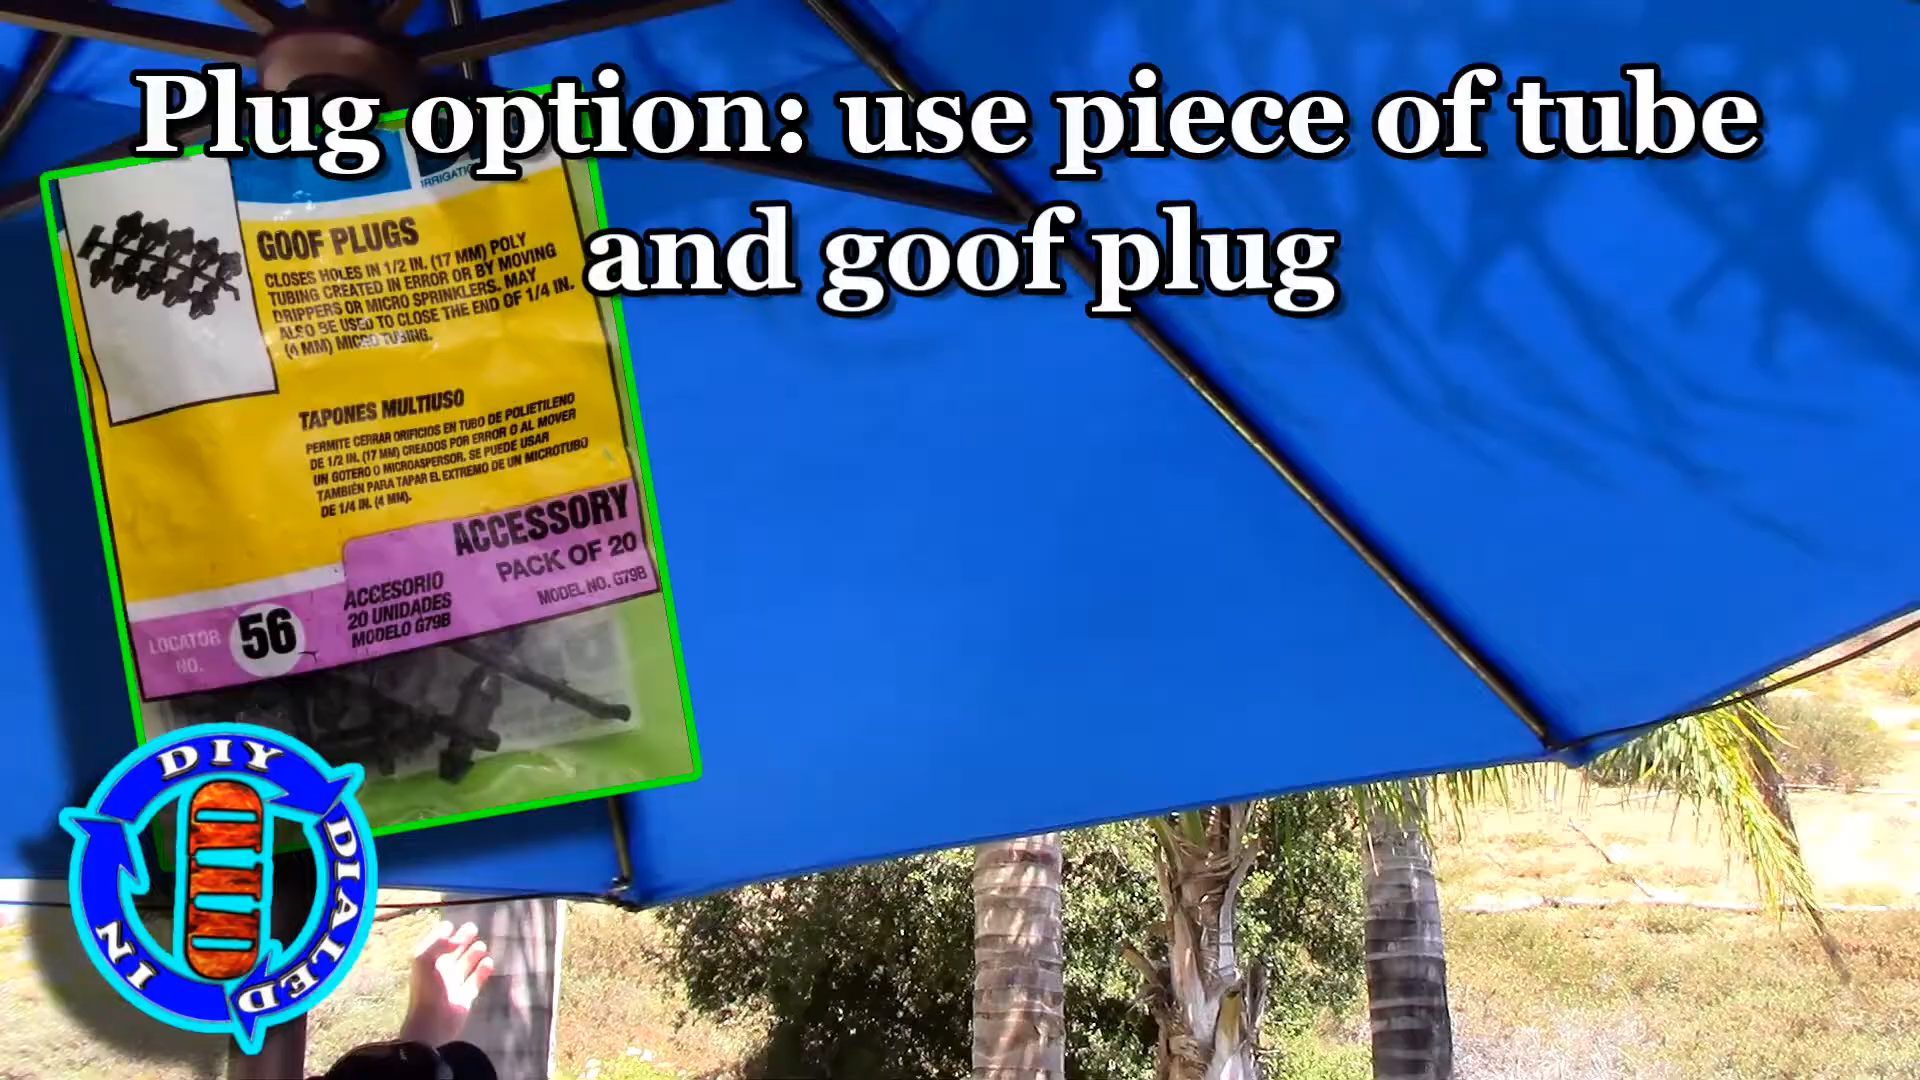 Plug option: use piece of tube
and goof plug
GOOF PLUGS
CLOSES HOLES IN 1/2 IN. (17 MM) POLY
TUBING CREATED IN ERROR OR BY MOVING
DRIPPERS OR MICRO SPRINKLERS. MAY
ALSO BE USED TO CLOSE THE END OF 1/4 IN.
(4 MM) MICRO TUBING.
TAPONES MULTIUSO
PERMITE CERRAR ORIFICIOS EN TUBO DE POLIETILENO
DE 1/2 IN. (17 MM) CREADOS POR ERROR O AL MOVER
UN GOTERO O MICROASPERSOR. SE PUEDE USAR
TAMBIÉN PARA TAPAR EL EXTREMO DE UN MICROTUBO
DE 1/4 IN. (4 MM).
ACCESSORY
PACK OF 20
MODEL NO. G79B
ACCESORIO
20 UNIDADES
MODELO G79B
LOCATOR
NO.
56
DIY
DIALED
IN